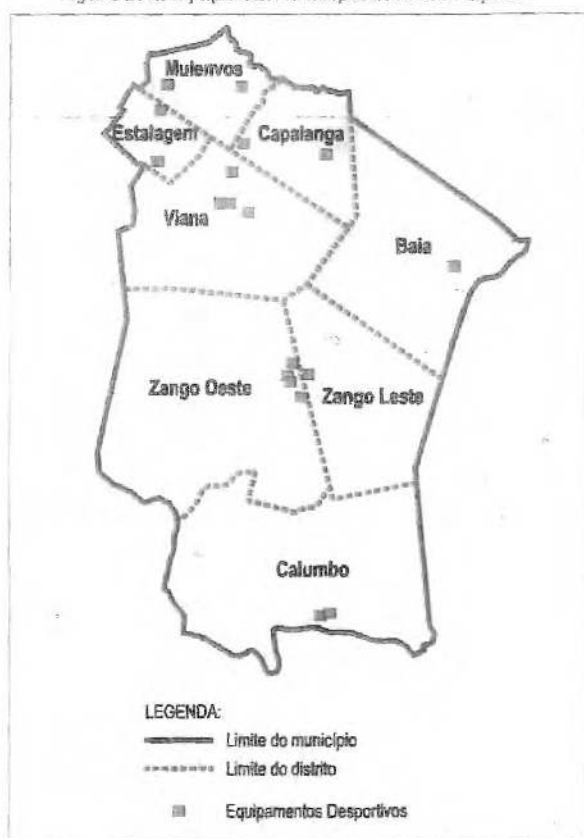 Mulenvos
Estalagem
Capalanga
Viana
Baia
Zango Oeste
Zango Leste
Calumbo
LEGENDA:
Limite do município
Limite do distrito
Equipamentos Desportivos